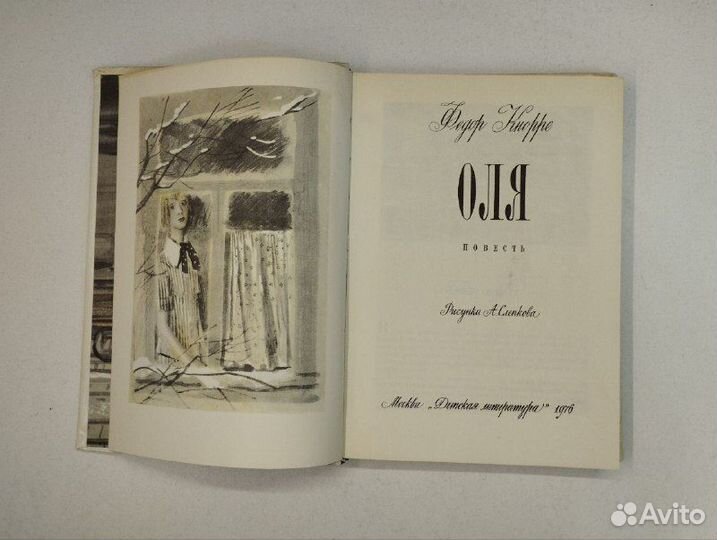 Федор Кнорре
ОЛЯ
ПОВЕСТЬ
Рисунки А. Слепкова
Москва „Детская литература“ 1976
Avito